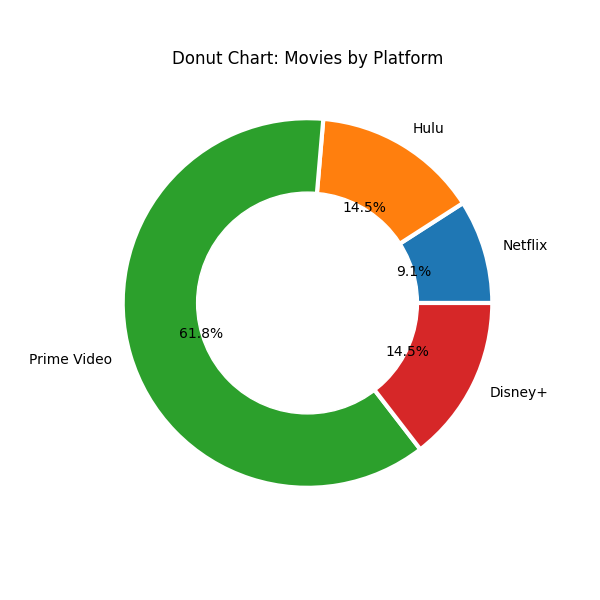 Donut Chart: Movies by Platform
Hulu
14.5%
Netflix
9.1%
61.8%
Prime Video
14.5%
Disney+